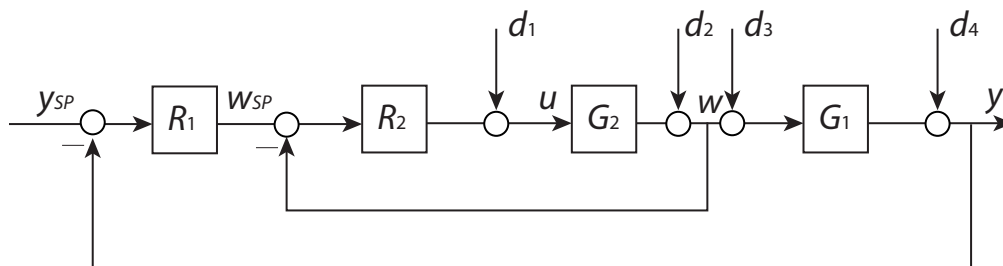 d1 d2 d3 d4
ySP R1 wSP R2 u G2 w G1 y
— —